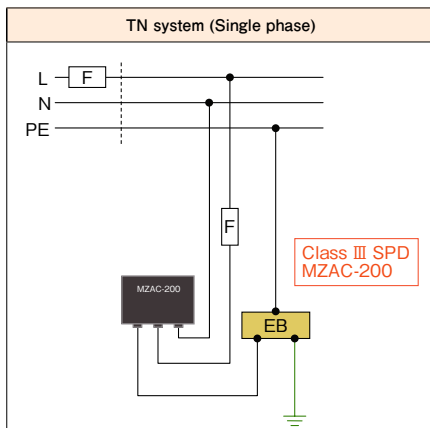 TN system (Single phase)
L
F
N
PE
F
Class Ⅲ SPD
MZAC-200
MZAC-200
EB